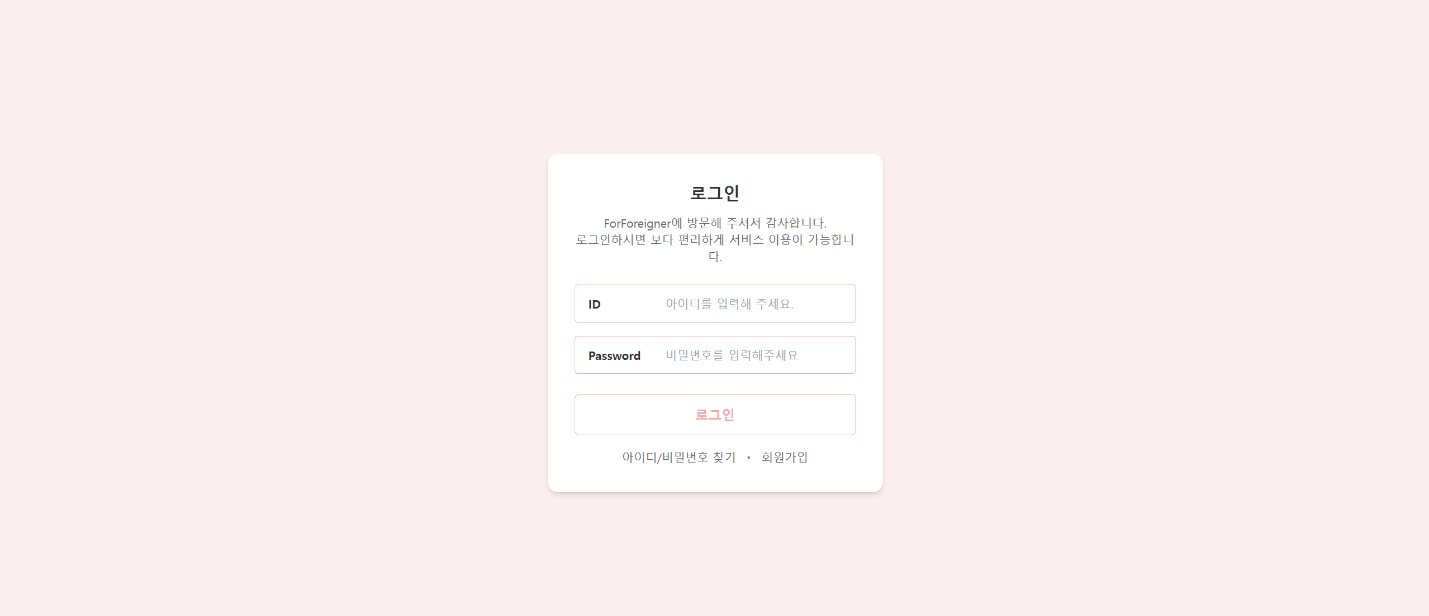 로그인
ForForeigner에 방문해 주셔서 감사합니다.
로그인하시면 보다 편리하게 서비스 이용이 가능합니
다.
ID 아이디를 입력해 주세요.
Password 비밀번호를 입력해주세요
로그인
아이디/비밀번호 찾기 • 회원가입